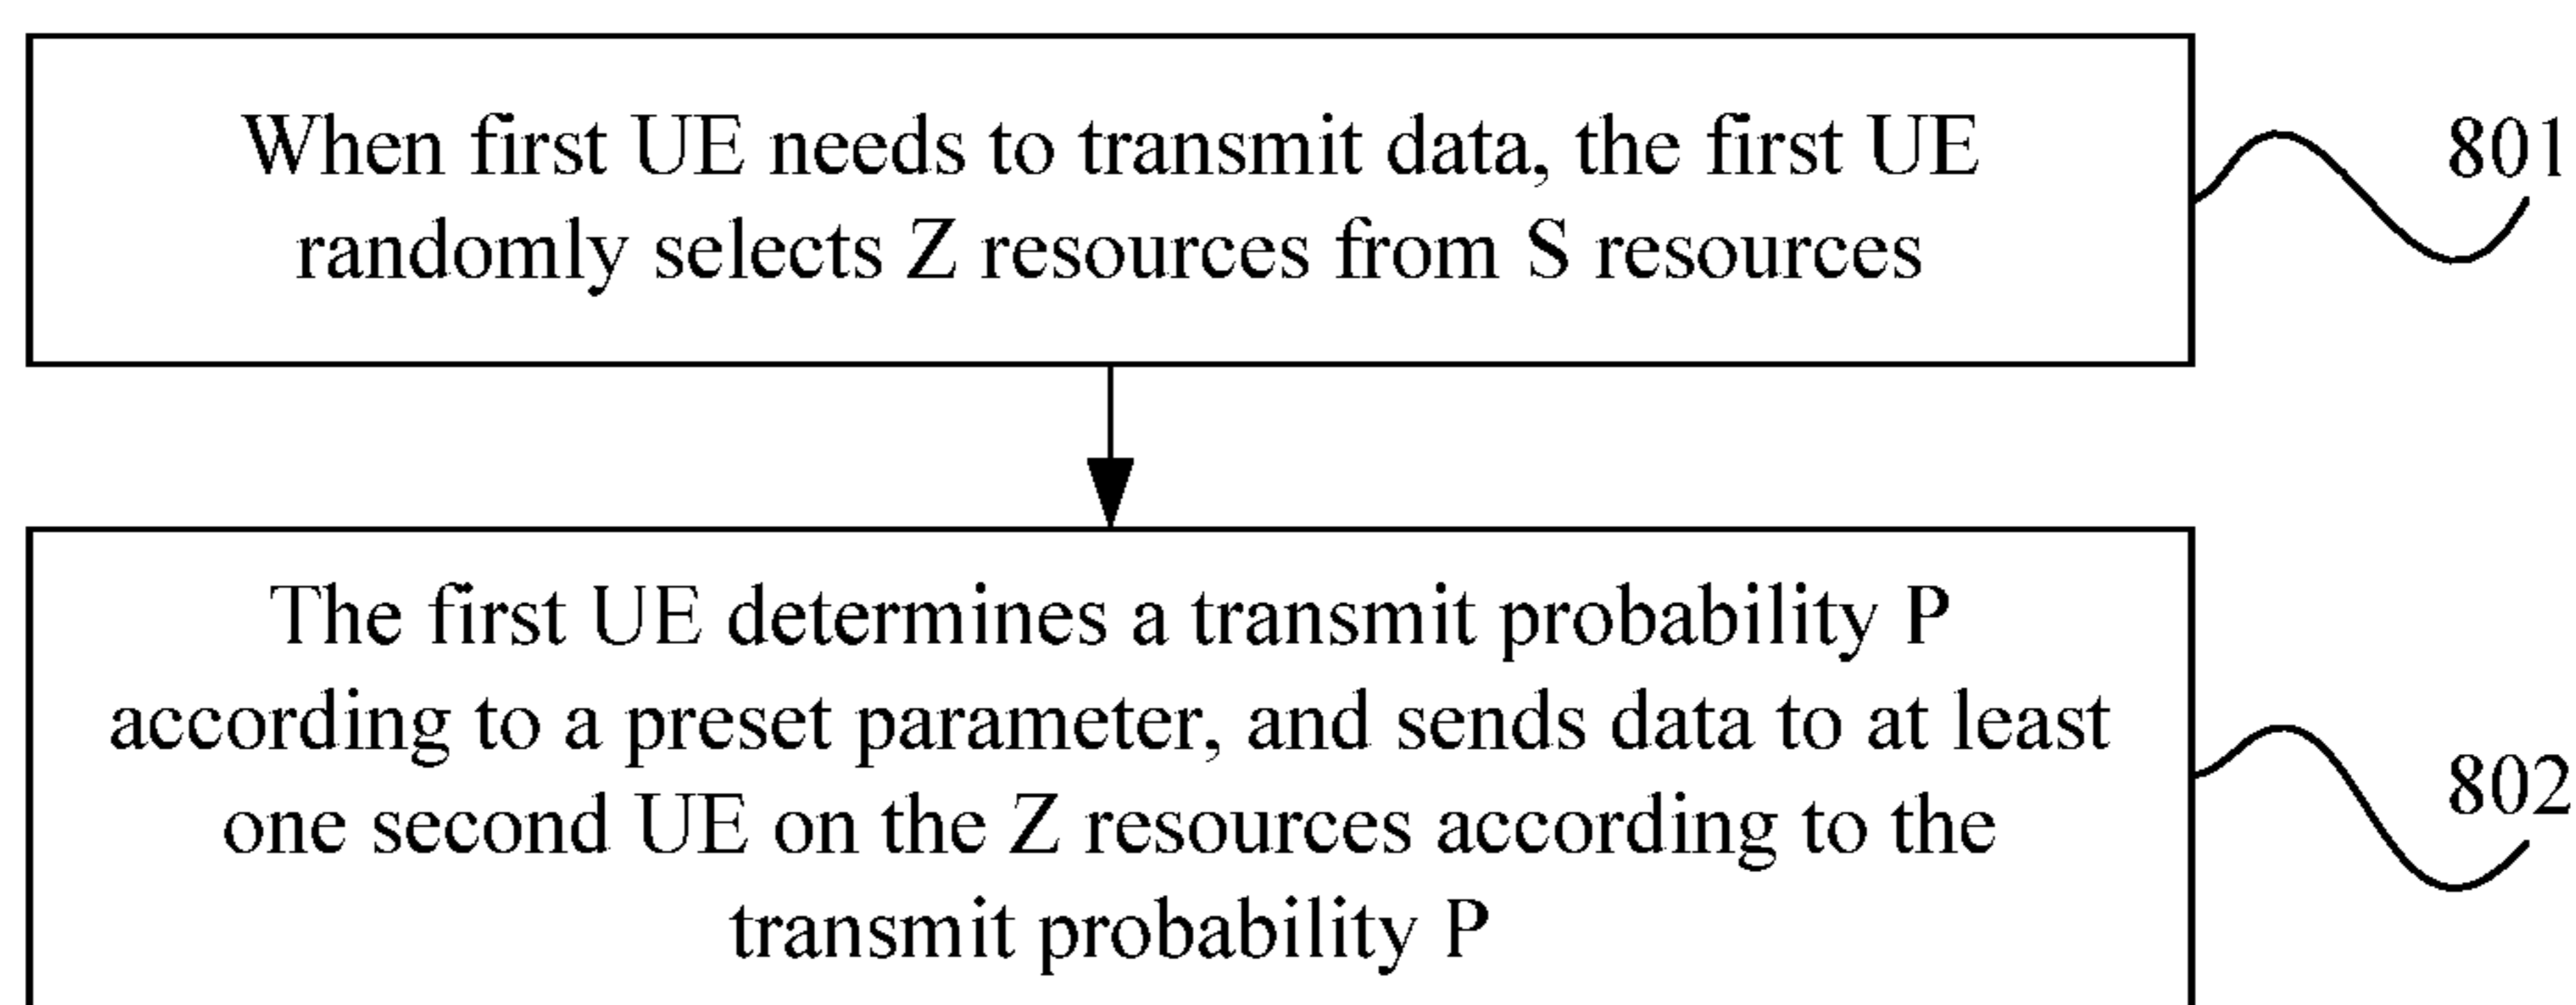 When first UE needs to transmit data, the first UE
randomly selects Z resources from S resources
801
The first UE determines a transmit probability P
according to a preset parameter, and sends data to at least
one second UE on the Z resources according to the
transmit probability P
802